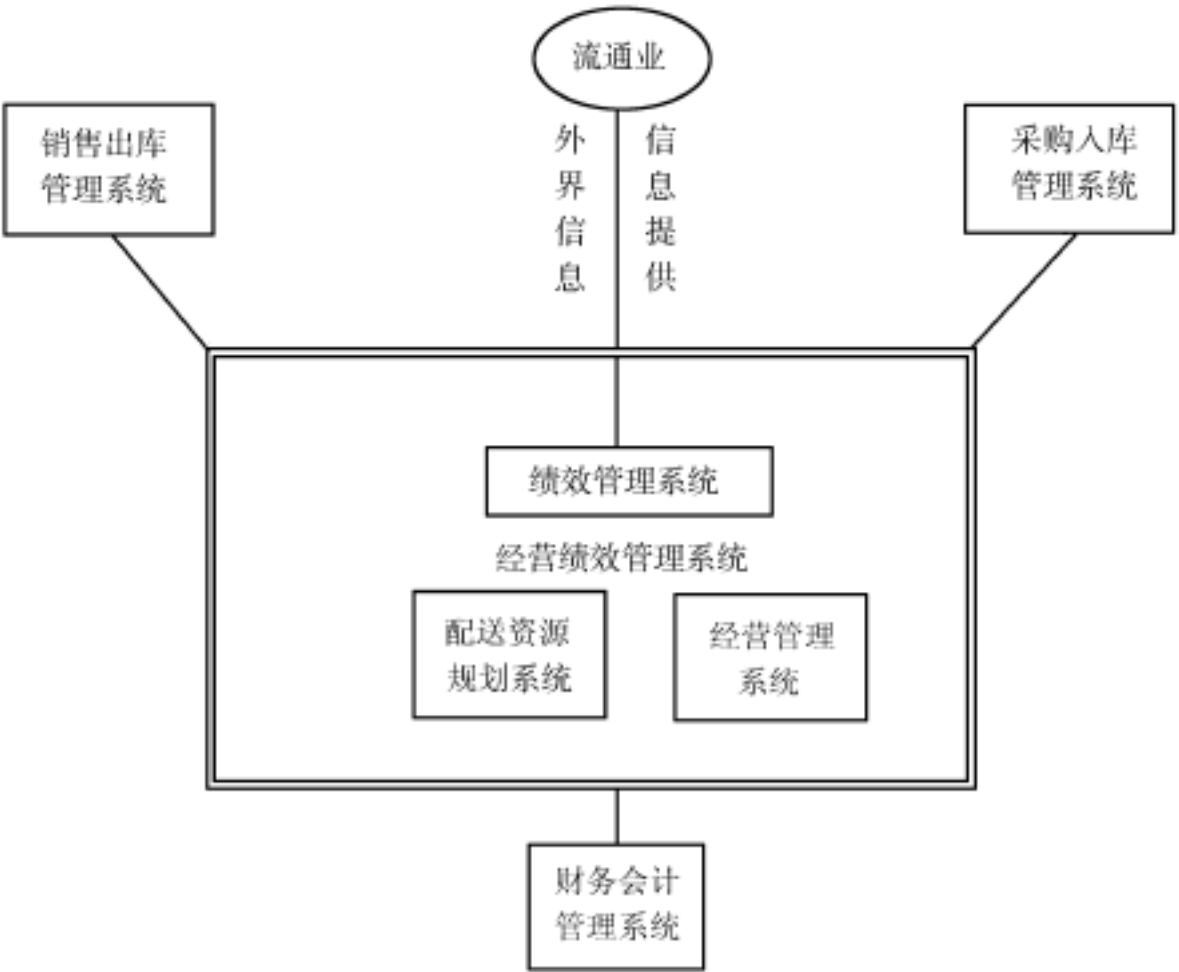 流通业
销售出库
管理系统
外界信息
信息提供
采购入库
管理系统
绩效管理系统
经营绩效管理系统
配送资源
规划系统
经营管理
系统
财务会计
管理系统